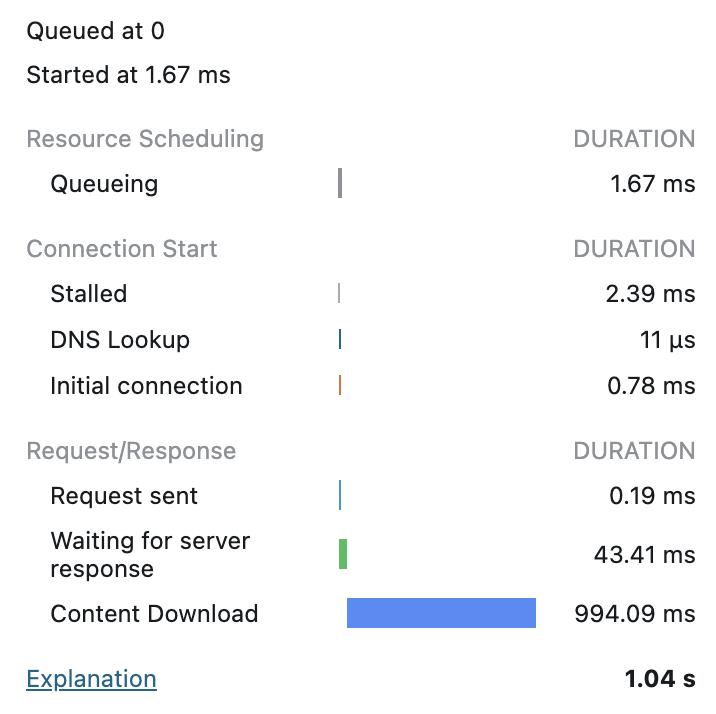 Queued at 0
Started at 1.67 ms
Resource Scheduling DURATION
Queueing 1.67 ms
Connection Start DURATION
Stalled 2.39 ms
DNS Lookup 11 μs
Initial connection 0.78 ms
Request/Response DURATION
Request sent 0.19 ms
Waiting for server
response 43.41 ms
Content Download 994.09 ms
Explanation 1.04 s